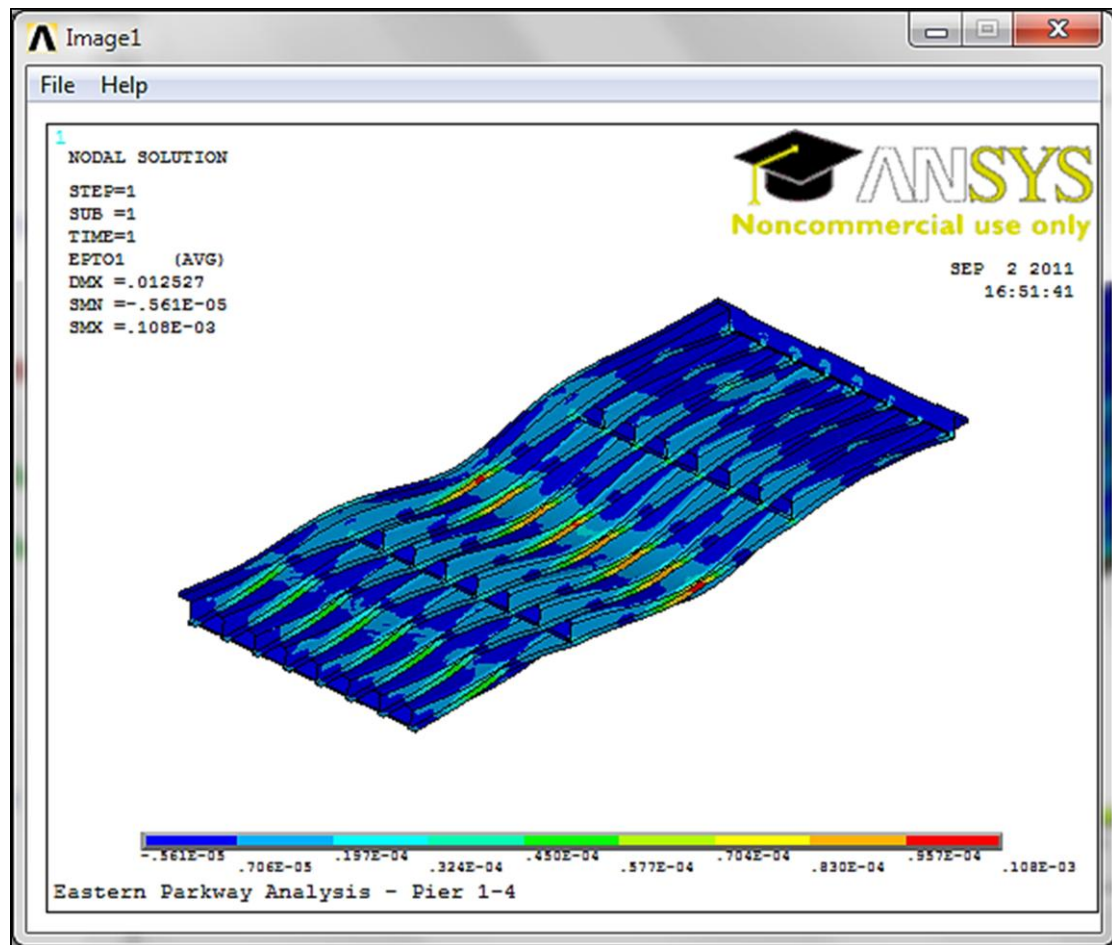 Image1
File Help
1
NODAL SOLUTION
STEP=1
SUB =1
TIME=1
EPTO1 (AVG)
DMX =.012527
SMN =-.561E-05
SMX =.108E-03
ANSYS
Noncommercial use only
SEP 2 2011
16:51:41
-.561E-05 .197E-04 .450E-04 .704E-04 .957E-04
.706E-05 .324E-04 .577E-04 .830E-04 .108E-03
Eastern Parkway Analysis - Pier 1-4